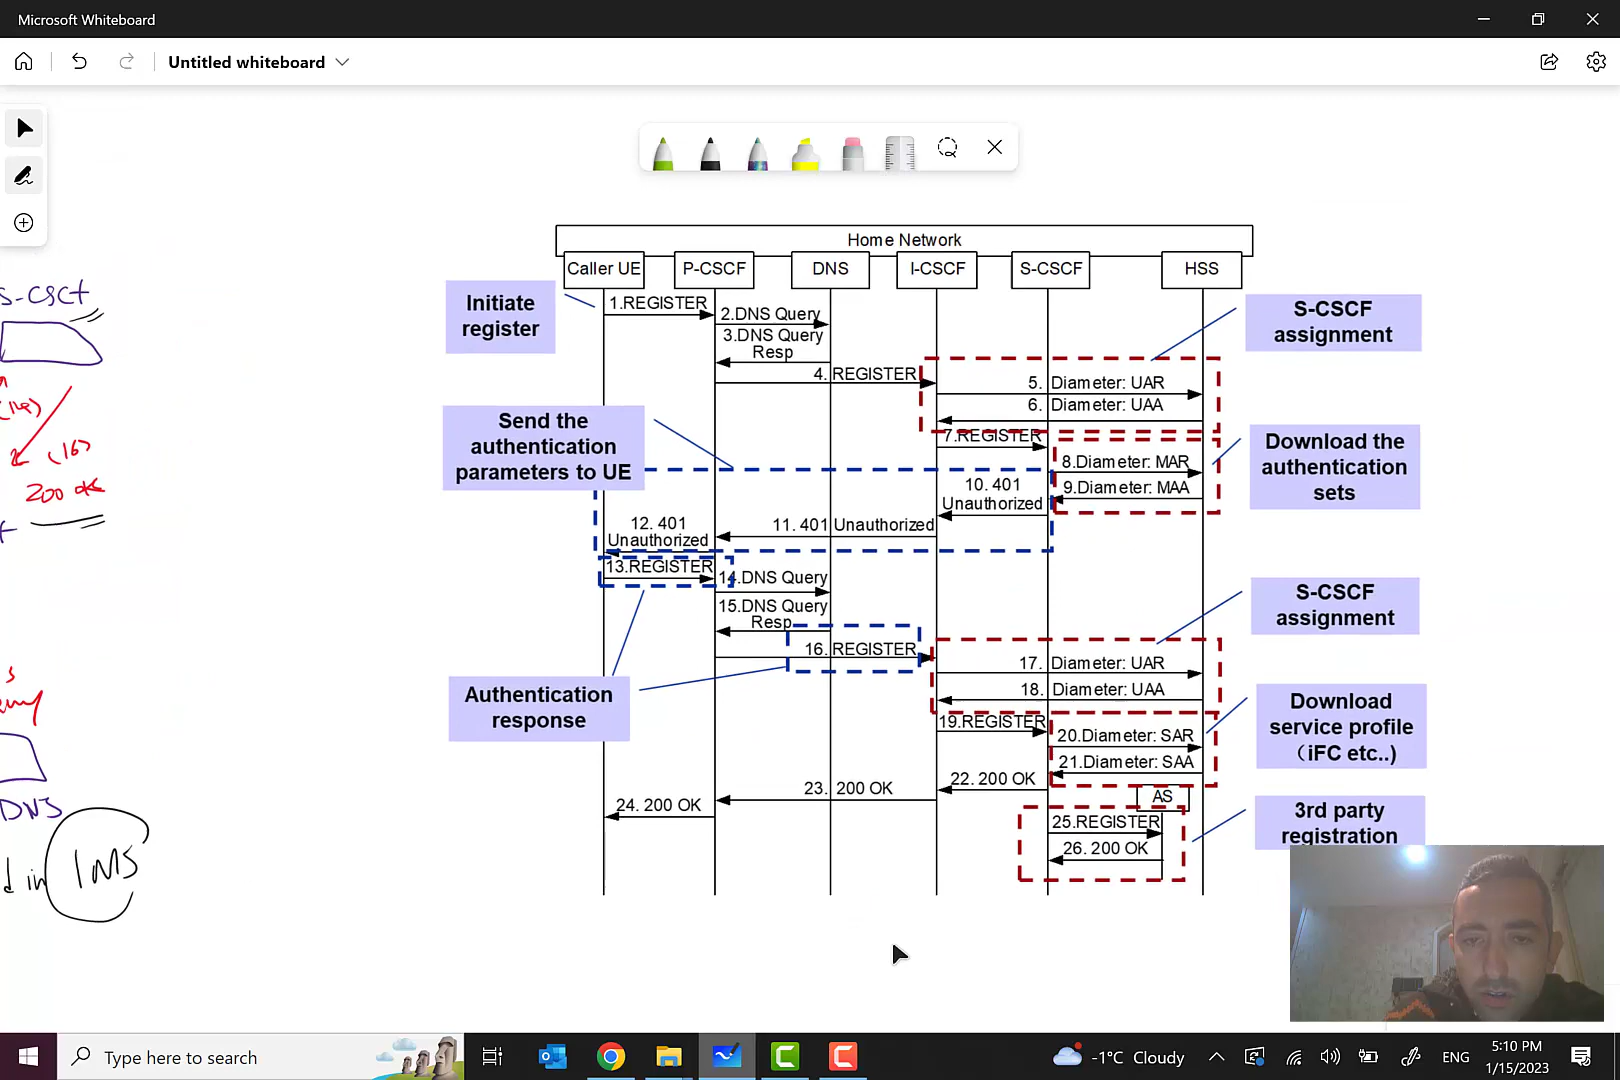 Microsoft Whiteboard
Untitled whiteboard
Home Network
Caller UE
P-CSCF
DNS
I-CSCF
S-CSCF
HSS
Initiate
register
1.REGISTER
2.DNS Query
3.DNS Query
Resp
4. REGISTER
S-CSCF
assignment
5. Diameter: UAR
6. Diameter: UAA
Send the
authentication
parameters to UE
7.REGISTER
8.Diameter: MAR
9.Diameter: MAA
Download the
authentication
sets
10. 401
Unauthorized
11. 401 Unauthorized
12. 401
Unauthorized
13.REGISTER
14.DNS Query
15.DNS Query
Resp
16. REGISTER
S-CSCF
assignment
17. Diameter: UAR
18. Diameter: UAA
Authentication
response
19.REGISTER
20.Diameter: SAR
21.Diameter: SAA
Download
service profile
（iFC etc..)
22. 200 OK
23. 200 OK
24. 200 OK
AS
25.REGISTER
26. 200 OK
3rd party
registration
s-csct
(16)
200 ok
DNS
d in IMS
Type here to search
-1°C Cloudy
ENG
5:10 PM
1/15/2023